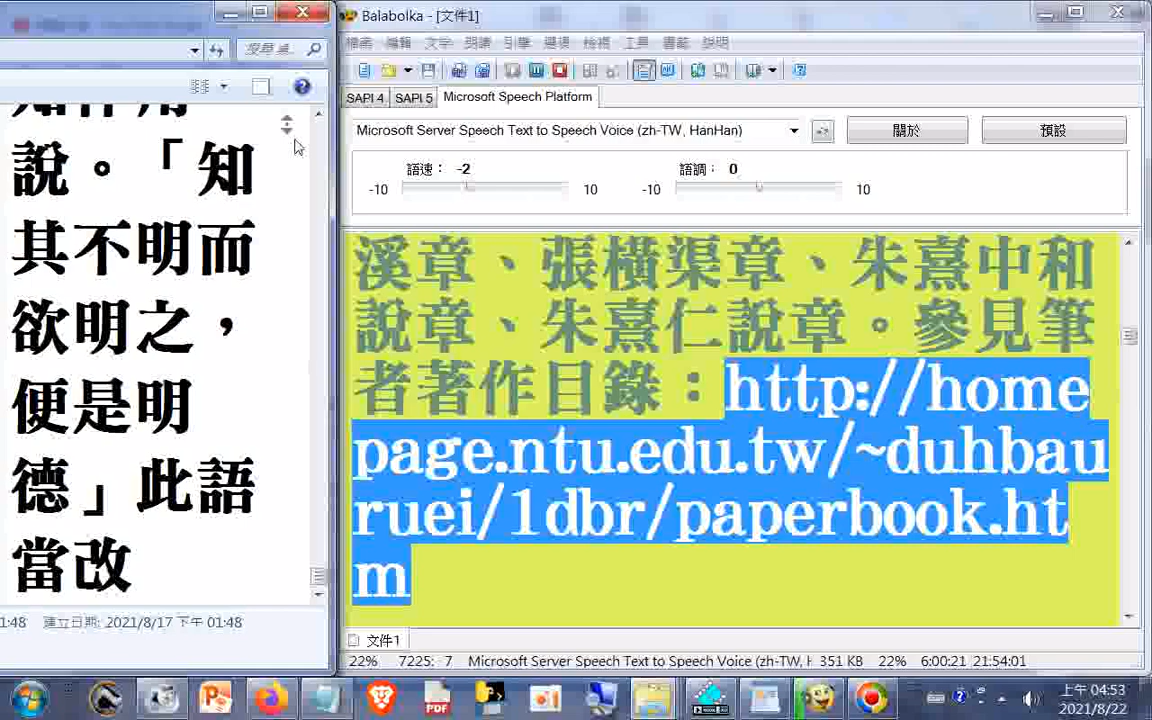 Balabolka - [文件1]
檔案 編輯 文字 朗讀 引擎 選項 檢視 工具 書籤 說明
SAPI 4 SAPI 5 Microsoft Speech Platform
Microsoft Server Speech Text to Speech Voice (zh-TW, HanHan)
關於 預設
語速： -2 語調： 0
-10 10 -10 10
說。「知
其不明而
欲明之，
便是明
德」此語
當改
1:48 建立日期: 2021/8/17 下午 01:48
溪章、張橫渠章、朱熹中和
說章、朱熹仁說章。參見筆
者著作目錄：http://home
page.ntu.edu.tw/~duhbau
ruei/1dbr/paperbook.ht
m
文件1
22% 7225: 7 Microsoft Server Speech Text to Speech Voice (zh-TW, H 351 KB 22% 6:00:21 21:54:01
PDF
上午 04:53
2021/8/22